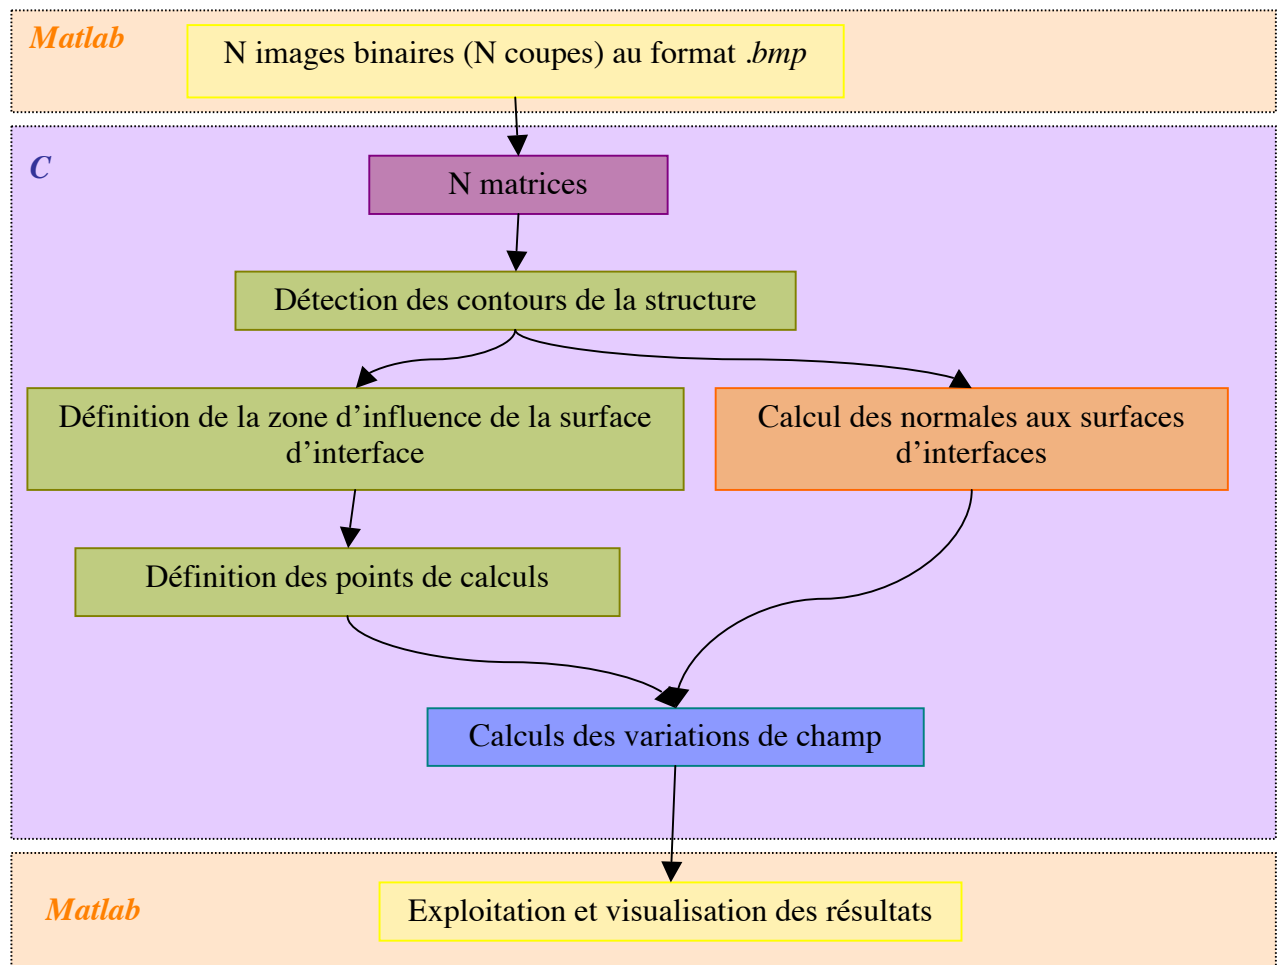 Matlab
N images binaires (N coupes) au format .bmp
C
N matrices
Détection des contours de la structure
Définition de la zone d’influence de la surface
d’interface
Calcul des normales aux surfaces
d’interfaces
Définition des points de calculs
Calculs des variations de champ
Matlab
Exploitation et visualisation des résultats